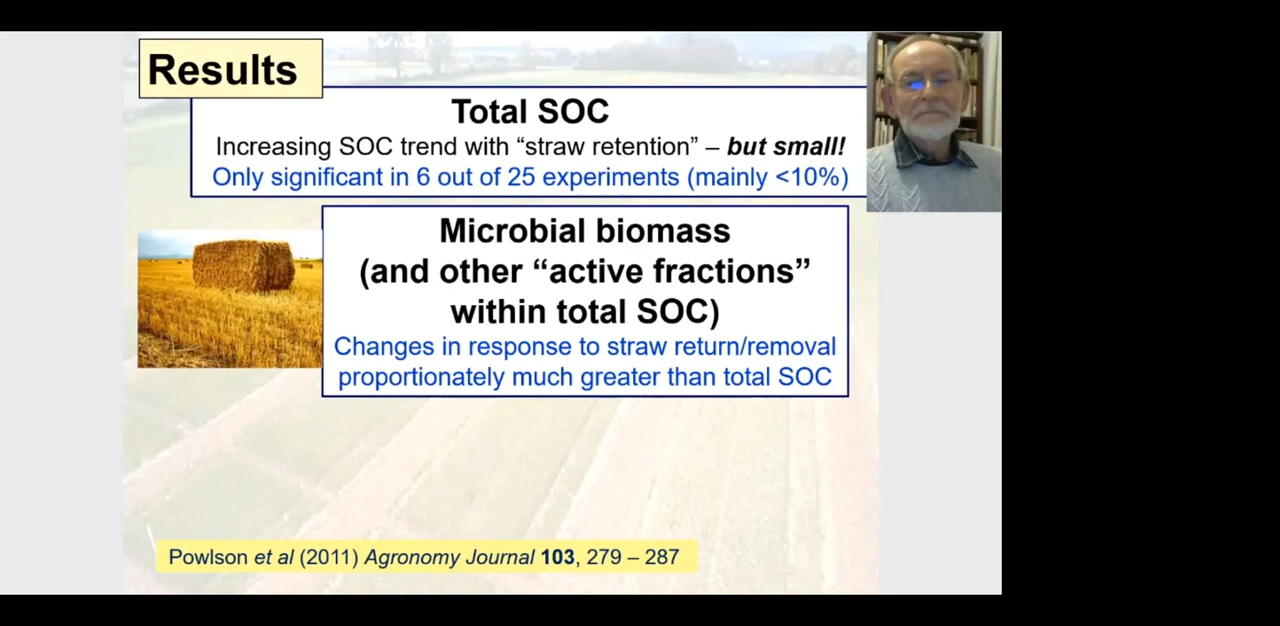 Results
Total SOC
Increasing SOC trend with “straw retention” – but small!
Only significant in 6 out of 25 experiments (mainly <10%)
Microbial biomass
(and other “active fractions”
within total SOC)
Changes in response to straw return/removal
proportionately much greater than total SOC
Powlson et al (2011) Agronomy Journal 103, 279 – 287